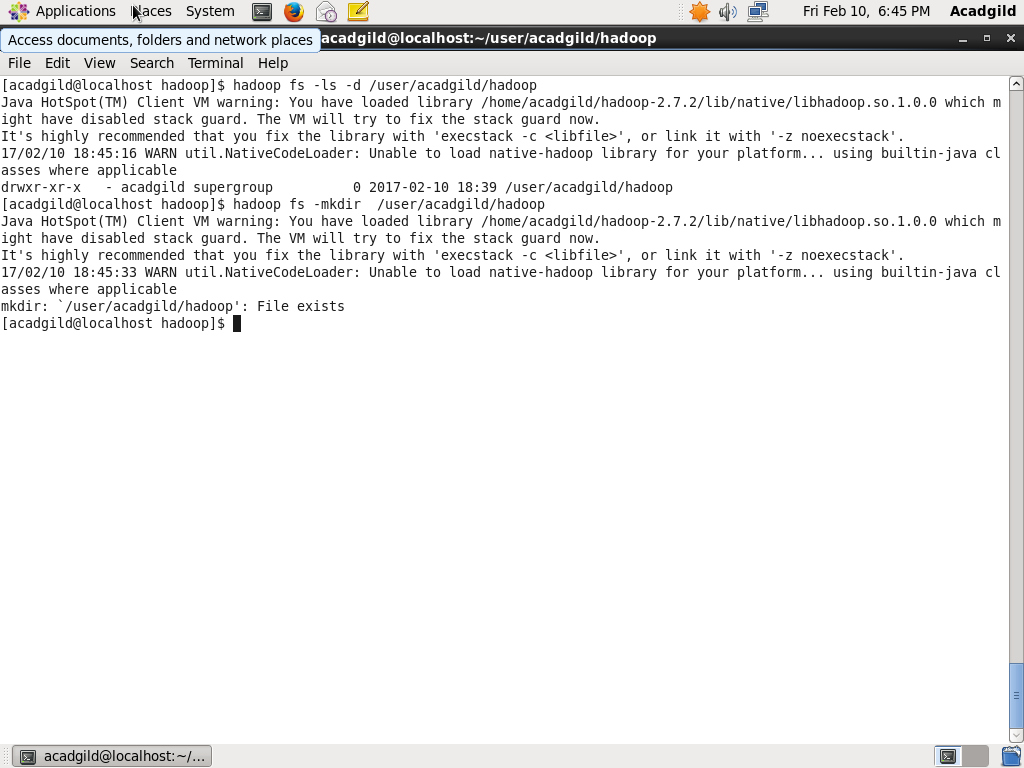 Applications Places System Fri Feb 10, 6:45 PM Acadgild
Access documents, folders and network places
acadgild@localhost:~/user/acadgild/hadoop
File Edit View Search Terminal Help
[acadgild@localhost hadoop]$ hadoop fs -ls -d /user/acadgild/hadoop
Java HotSpot(TM) Client VM warning: You have loaded library /home/acadgild/hadoop-2.7.2/lib/native/libhadoop.so.1.0.0 which m
ight have disabled stack guard. The VM will try to fix the stack guard now.
It's highly recommended that you fix the library with 'execstack -c <libfile>', or link it with '-z noexecstack'.
17/02/10 18:45:16 WARN util.NativeCodeLoader: Unable to load native-hadoop library for your platform... using builtin-java cl
asses where applicable
drwxr-xr-x   - acadgild supergroup          0 2017-02-10 18:39 /user/acadgild/hadoop
[acadgild@localhost hadoop]$ hadoop fs -mkdir  /user/acadgild/hadoop
Java HotSpot(TM) Client VM warning: You have loaded library /home/acadgild/hadoop-2.7.2/lib/native/libhadoop.so.1.0.0 which m
ight have disabled stack guard. The VM will try to fix the stack guard now.
It's highly recommended that you fix the library with 'execstack -c <libfile>', or link it with '-z noexecstack'.
17/02/10 18:45:33 WARN util.NativeCodeLoader: Unable to load native-hadoop library for your platform... using builtin-java cl
asses where applicable
mkdir: `/user/acadgild/hadoop': File exists
[acadgild@localhost hadoop]$
acadgild@localhost:~/...